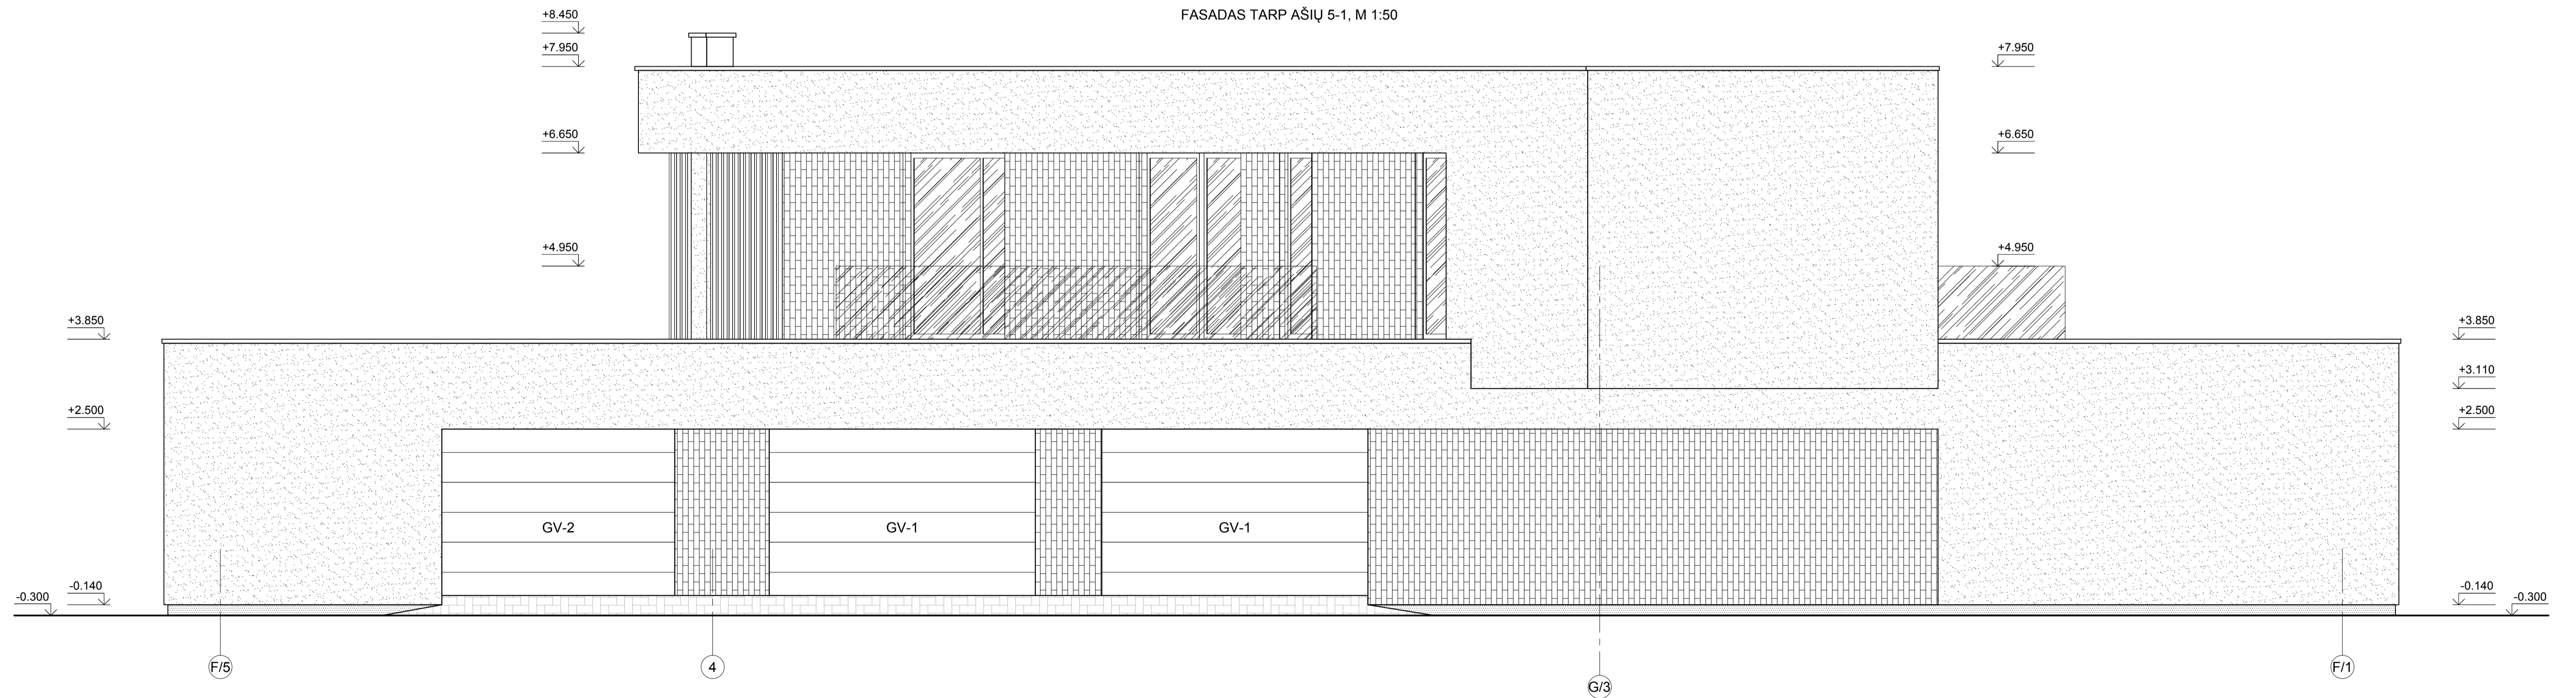 FASADAS TARP AŠIŲ 5-1, M 1:50
+8.450
+7.950
+7.950
+6.650
+6.650
+4.950
+4.950
+3.850
+3.850
+3.110
+2.500
+2.500
GV-2
GV-1
GV-1
-0.140
-0.140
-0.300
-0.300
F/5
4
G/3
F/1